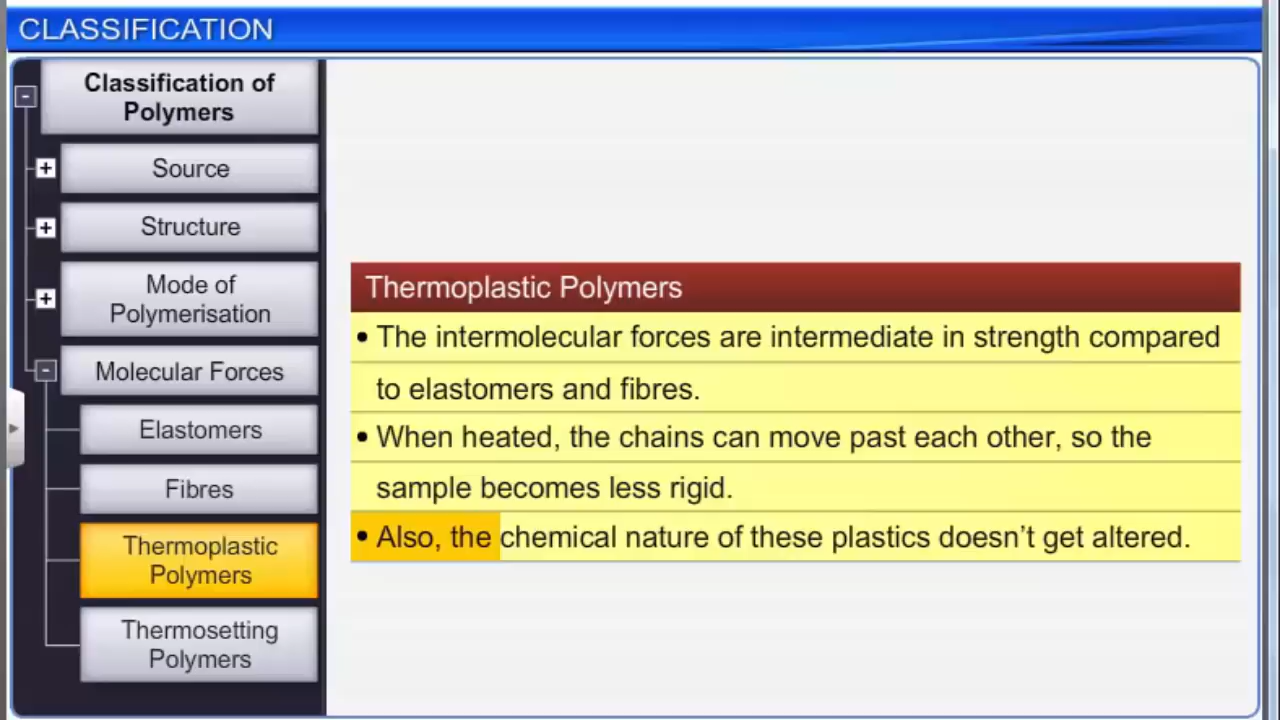 CLASSIFICATION
Classification of
Polymers
Source
Structure
Mode of
Polymerisation
Molecular Forces
Elastomers
Fibres
Thermoplastic
Polymers
Thermosetting
Polymers
Thermoplastic Polymers
• The intermolecular forces are intermediate in strength compared
to elastomers and fibres.
• When heated, the chains can move past each other, so the
sample becomes less rigid.
• Also, the chemical nature of these plastics doesn’t get altered.